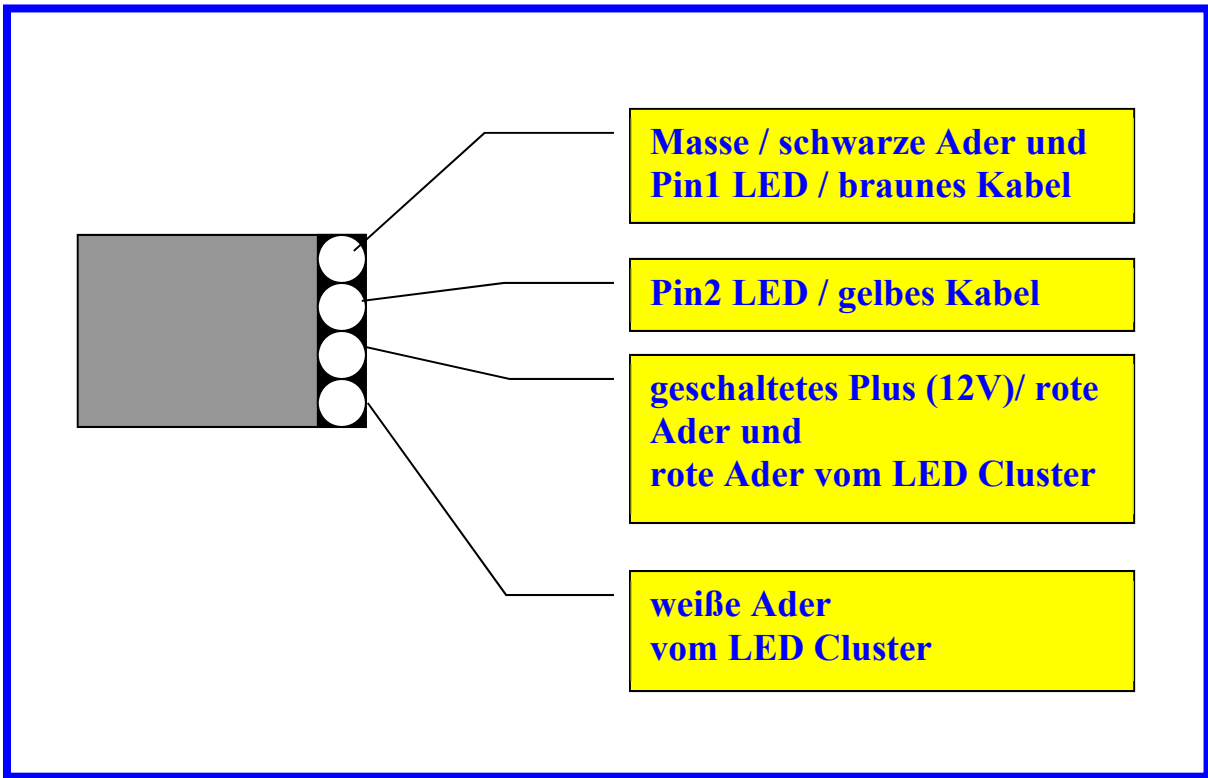 Masse / schwarze Ader und
Pin1 LED / braunes Kabel
Pin2 LED / gelbes Kabel
geschaltetes Plus (12V)/ rote
Ader und
rote Ader vom LED Cluster
weiße Ader
vom LED Cluster